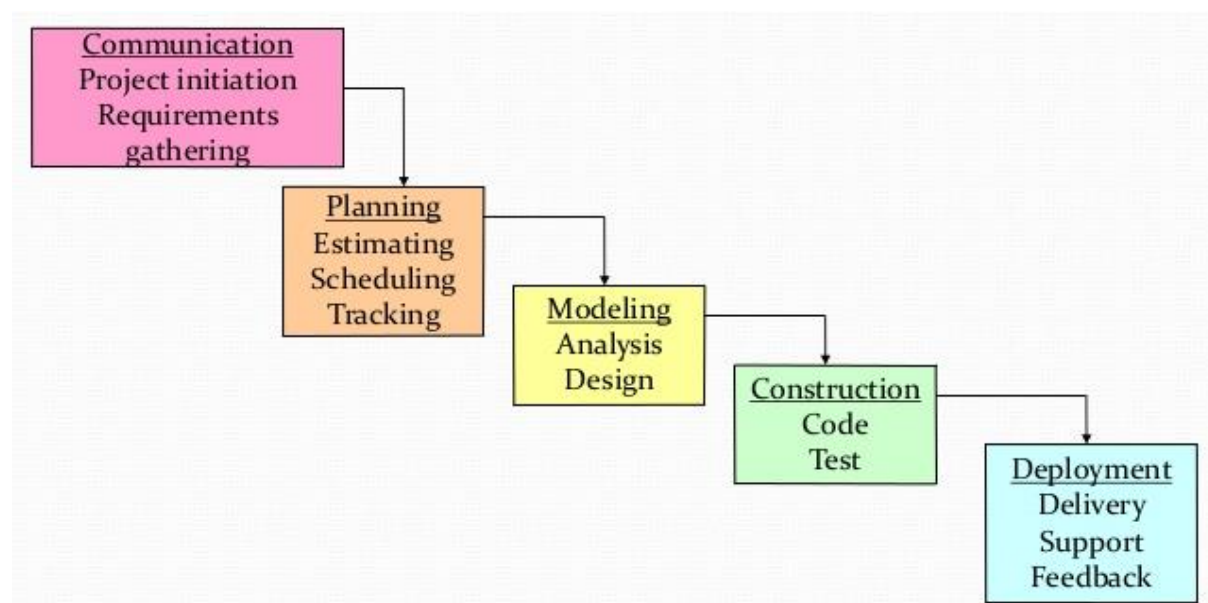 Communication
Project initiation
Requirements
gathering
Planning
Estimating
Scheduling
Tracking
Modeling
Analysis
Design
Construction
Code
Test
Deployment
Delivery
Support
Feedback